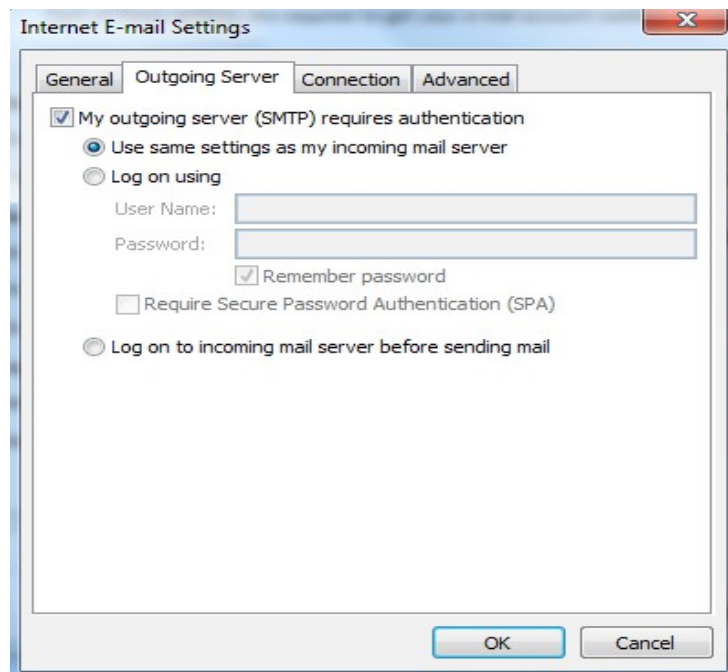 Internet E-mail Settings
General Outgoing Server Connection Advanced
My outgoing server (SMTP) requires authentication
Use same settings as my incoming mail server
Log on using
User Name:
Password:
Remember password
Require Secure Password Authentication (SPA)
Log on to incoming mail server before sending mail
OK Cancel